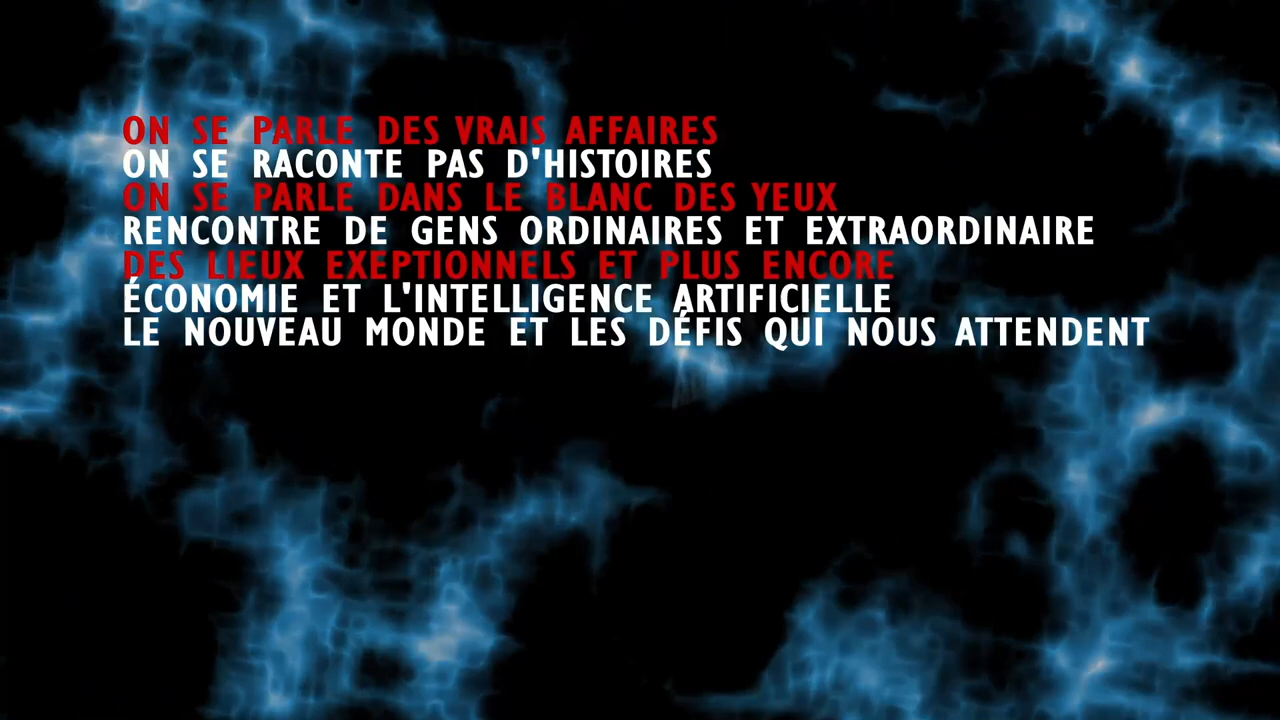 ON SE PARLE DES VRAIS AFFAIRES
ON SE RACONTE PAS D'HISTOIRES
ON SE PARLE DANS LE BLANC DES YEUX
RENCONTRE DE GENS ORDINAIRES ET EXTRAORDINAIRE
DES LIEUX EXEPTIONNELS ET PLUS ENCORE
ÉCONOMIE ET L'INTELLIGENCE ARTIFICIELLE
LE NOUVEAU MONDE ET LES DÉFIS QUI NOUS ATTENDENT